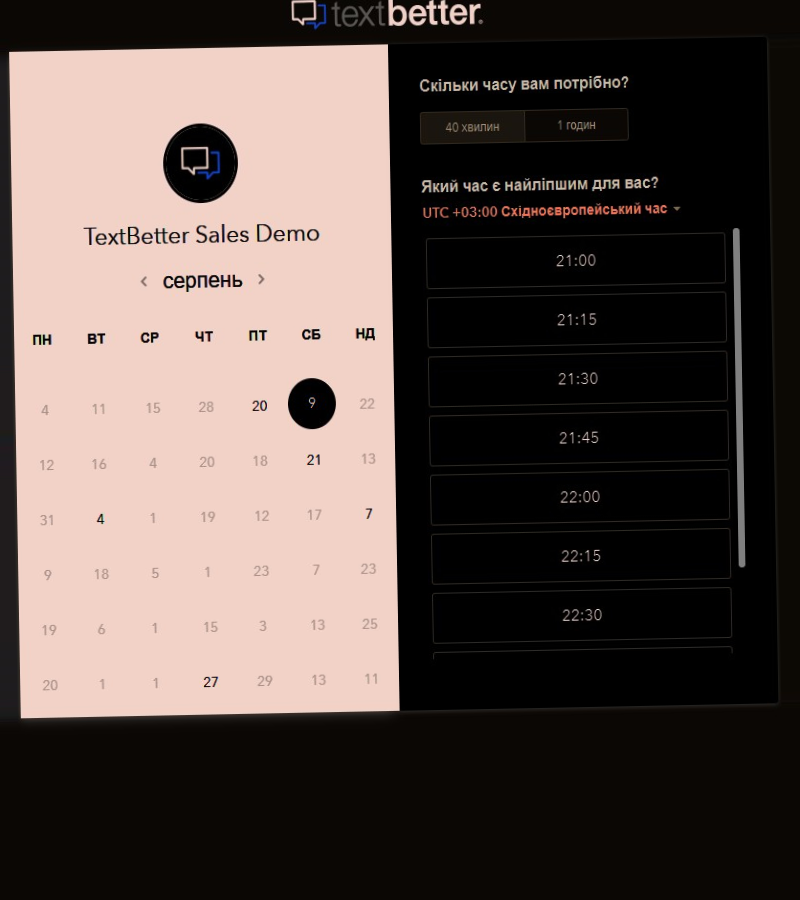 textbetter.
TextBetter Sales Demo
серпень
ПН ВТ СР ЧТ ПТ СБ НД
4 11 15 28 20 9 22
12 16 4 20 18 21 13
31 4 1 19 12 17 7
9 18 5 1 23 7 23
19 6 1 15 3 13 25
20 1 1 27 29 13 11
Скільки часу вам потрібно?
40 хвилин 1 годин
Який час є найліпшим для вас?
UTC +03:00 Східноєвропейський час
21:00
21:15
21:30
21:45
22:00
22:15
22:30